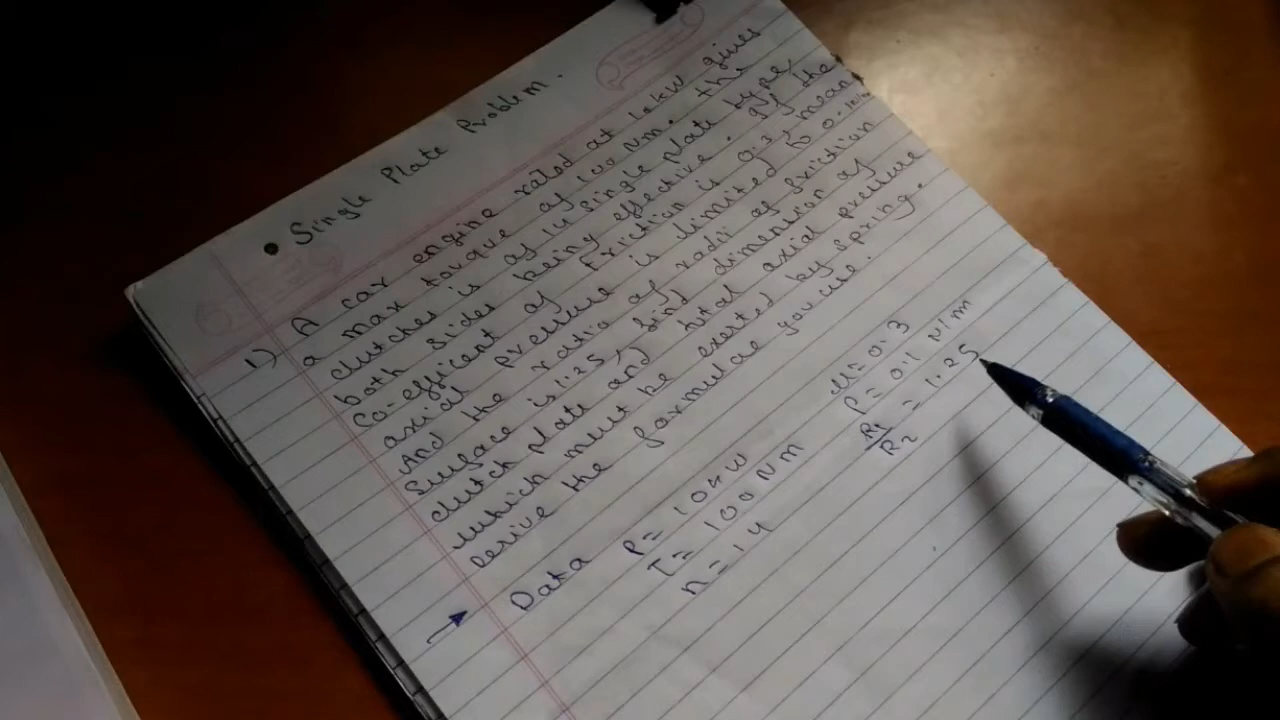 • Single Plate Problem.
1) A car engine rated at 10kW gives
a max torque of 100 Nm. the
clutches is of 14 single plate type,
both sides being effective. If the
Co-efficient of Friction is 0.3, mean
axial pressure is limited to 0.1
And the ratio of radii of friction
surface is 1.25, find dimension of
clutch plate and total axial pressure
which must be exerted by spring.
Derive the formulae you use.
→ Data P = 10kW μ = 0.3
T = 100 Nm P = 0.1 N/m
n = 14 R1/R2 = 1.25